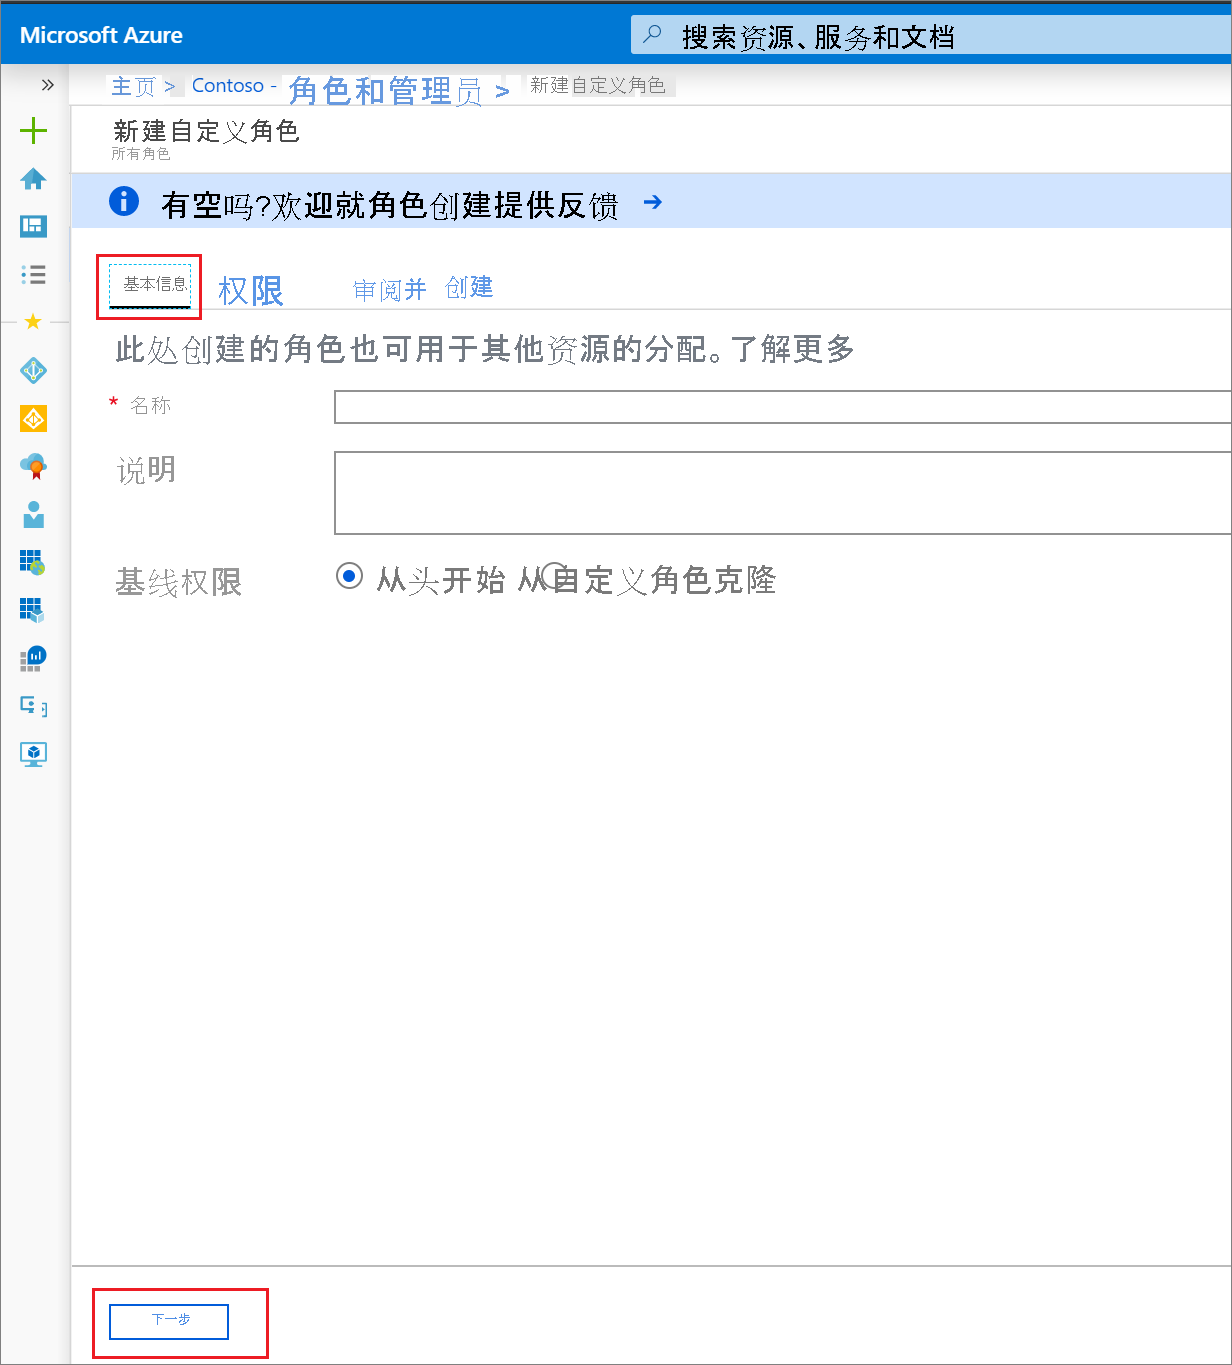 Microsoft Azure
搜索资源、服务和文档
主页 > Contoso - 角色和管理员 > 新建自定义角色
新建自定义角色
所有角色
有空吗?欢迎就角色创建提供反馈 →
基本信息 权限 审阅并 创建
此处创建的角色也可用于其他资源的分配。了解更多
* 名称
说明
基线权限 从头开始 从自定义角色克隆
下一步